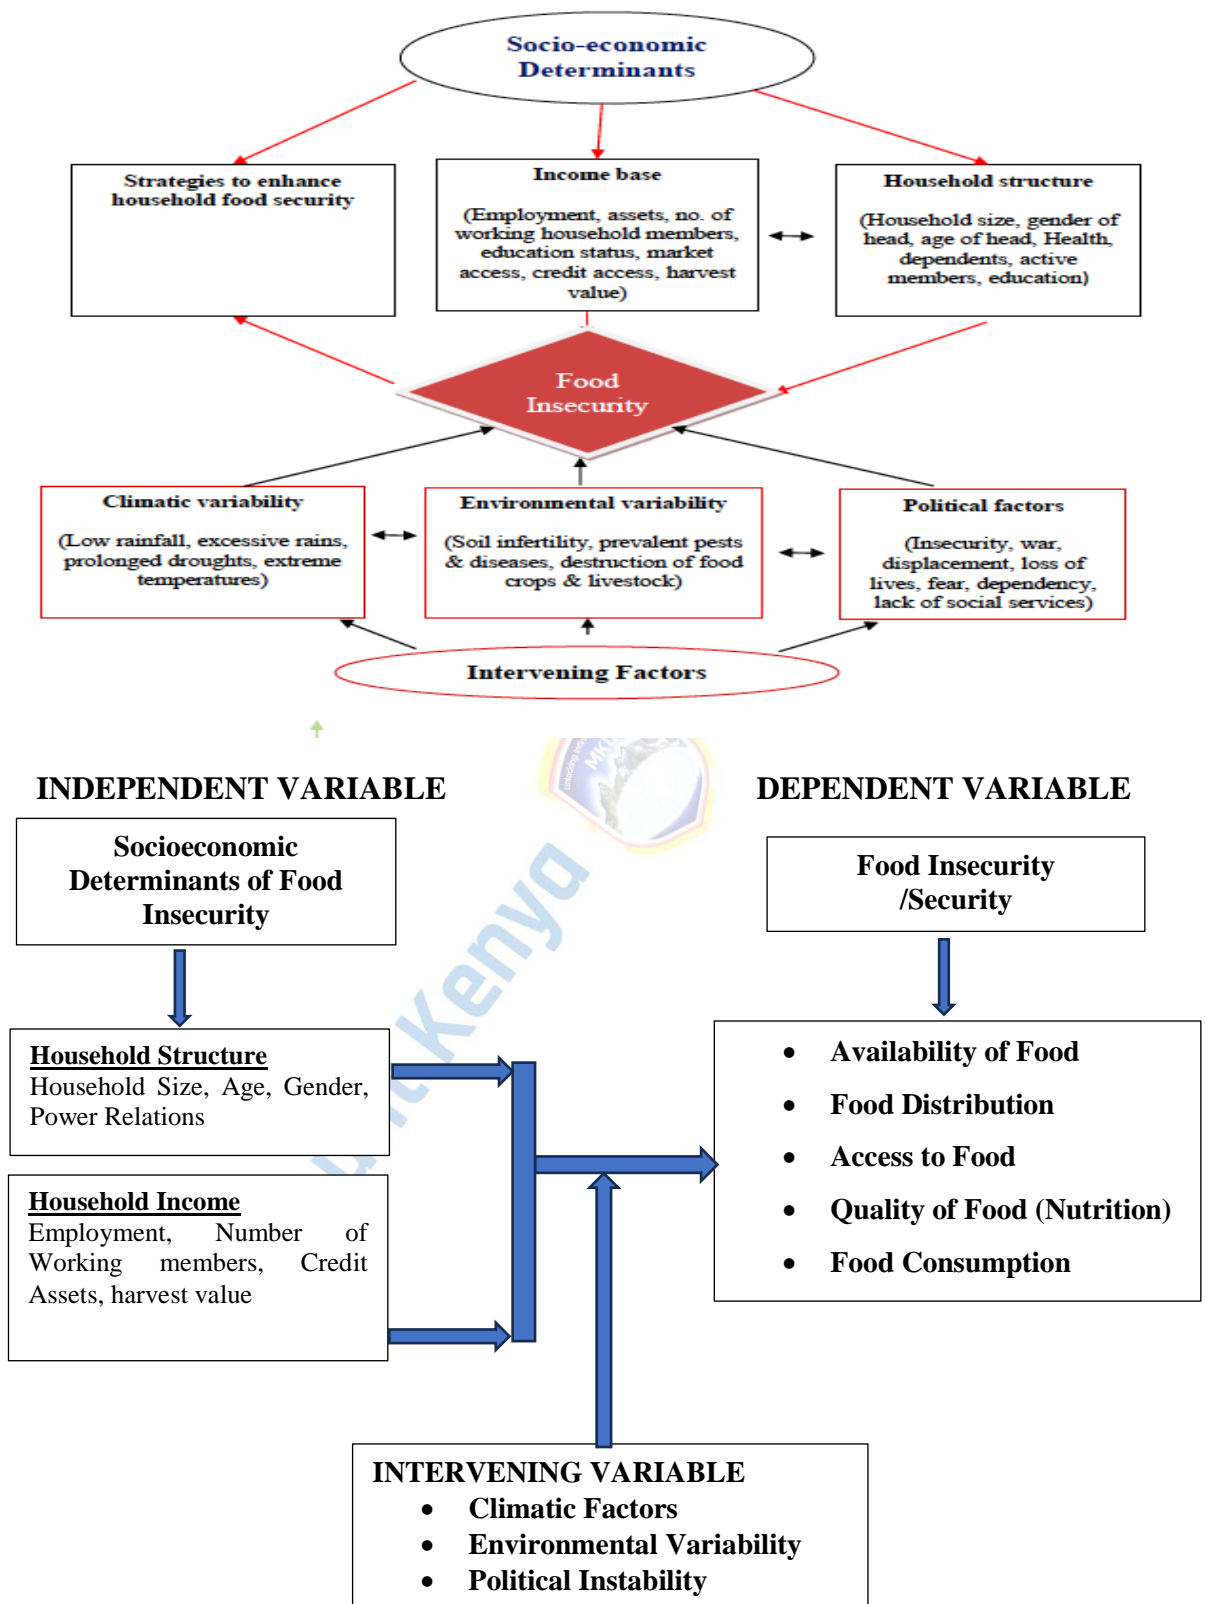 Socio-economic
Determinants
Strategies to enhance
household food security
Income base
(Employment, assets, no. of
working household members,
education status, market
access, credit access, harvest
value)
Household structure
(Household size, gender of
head, age of head, Health,
dependents, active
members, education)
Food
Insecurity
Climatic variability
(Low rainfall, excessive rains,
prolonged droughts, extreme
temperatures)
Environmental variability
(Soil infertility, prevalent pests
& diseases, destruction of food
crops & livestock)
Political factors
(Insecurity, war,
displacement, loss of
lives, fear, dependency,
lack of social services)
Intervening Factors
INDEPENDENT VARIABLE
DEPENDENT VARIABLE
Socioeconomic
Determinants of Food
Insecurity
Food Insecurity
/Security
Household Structure
Household Size, Age, Gender,
Power Relations
Household Income
Employment, Number of
Working members, Credit
Assets, harvest value
• Availability of Food
• Food Distribution
• Access to Food
• Quality of Food (Nutrition)
• Food Consumption
INTERVENING VARIABLE
• Climatic Factors
• Environmental Variability
• Political Instability
Kenya